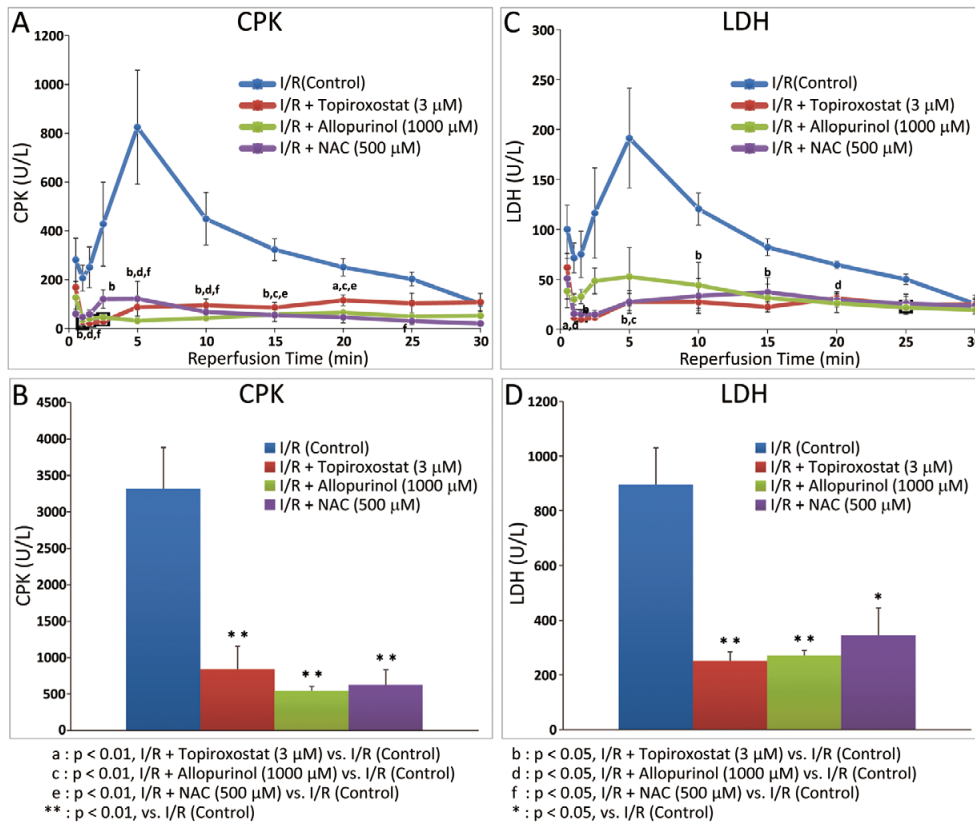 A
CPK
1200
1000
800
600
400
200
0
CPK (U/L)
I/R(Control)
I/R + Topiroxostat (3 µM)
I/R + Allopurinol (1000 µM)
I/R + NAC (500 µM)
b,d,f
b
b,d,f
b,d,f
b,c,e
a,c,e
f
0
5
10
15
20
25
30
Reperfusion Time (min)
C
LDH
300
250
200
150
100
50
0
LDH (U/L)
I/R(Control)
I/R + Topiroxostat (3 µM)
I/R + Allopurinol (1000 µM)
I/R + NAC (500 µM)
a,d
b
b,c
b
b
d
0
5
10
15
20
25
30
Reperfusion Time (min)
B
CPK
4500
4000
3500
3000
2500
2000
1500
1000
500
0
CPK (U/L)
I/R (Control)
I/R + Topiroxostat (3 µM)
I/R + Allopurinol (1000 µM)
I/R + NAC (500 µM)
* *
* *
* *
D
LDH
1200
1000
800
600
400
200
0
LDH (U/L)
I/R (Control)
I/R + Topiroxostat (3 µM)
I/R + Allopurinol (1000 µM)
I/R + NAC (500 µM)
* *
* *
*
a : p < 0.01, I/R + Topiroxostat (3 µM) vs. I/R (Control)
c : p < 0.01, I/R + Allopurinol (1000 µM) vs. I/R (Control)
e : p < 0.01, I/R + NAC (500 µM) vs. I/R (Control)
** : p < 0.01, vs. I/R (Control)
b : p < 0.05, I/R + Topiroxostat (3 µM) vs. I/R (Control)
d : p < 0.05, I/R + Allopurinol (1000 µM) vs. I/R (Control)
f : p < 0.05, I/R + NAC (500 µM) vs. I/R (Control)
* : p < 0.05, vs. I/R (Control)